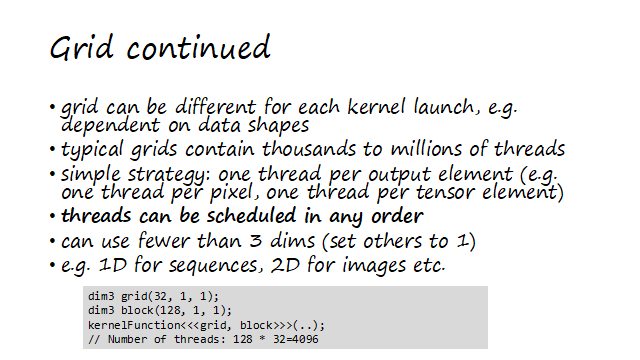 Grid continued
• grid can be different for each kernel launch, e.g.
dependent on data shapes
• typical grids contain thousands to millions of threads
• simple strategy: one thread per output element (e.g.
one thread per pixel, one thread per tensor element)
• threads can be scheduled in any order
• can use fewer than 3 dims (set others to 1)
• e.g. 1D for sequences, 2D for images etc.
dim3 grid(32, 1, 1);
dim3 block(128, 1, 1);
kernelFunction<<<grid, block>>>(..);
// Number of threads: 128 * 32=4096